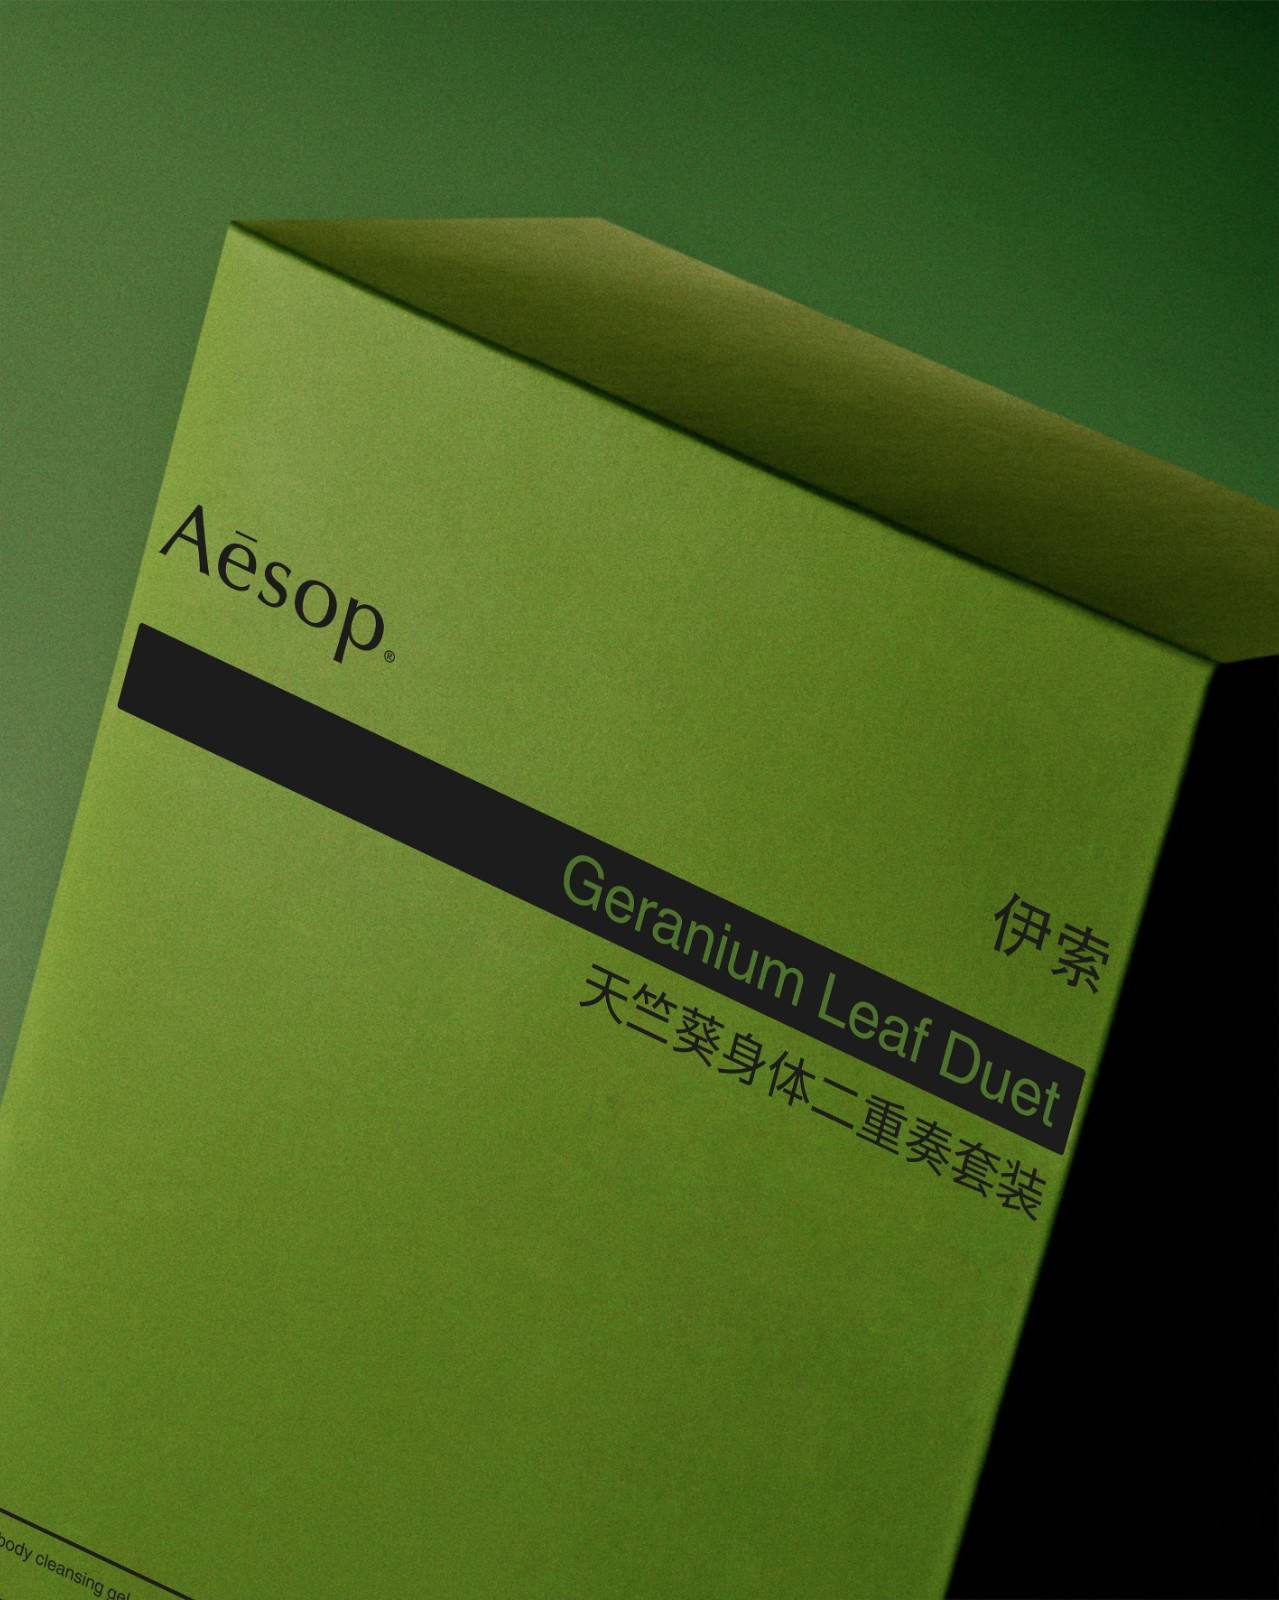 Aēsop®
伊索
Geranium Leaf Duet
天竺葵身体二重奏套装
body cleansing gel